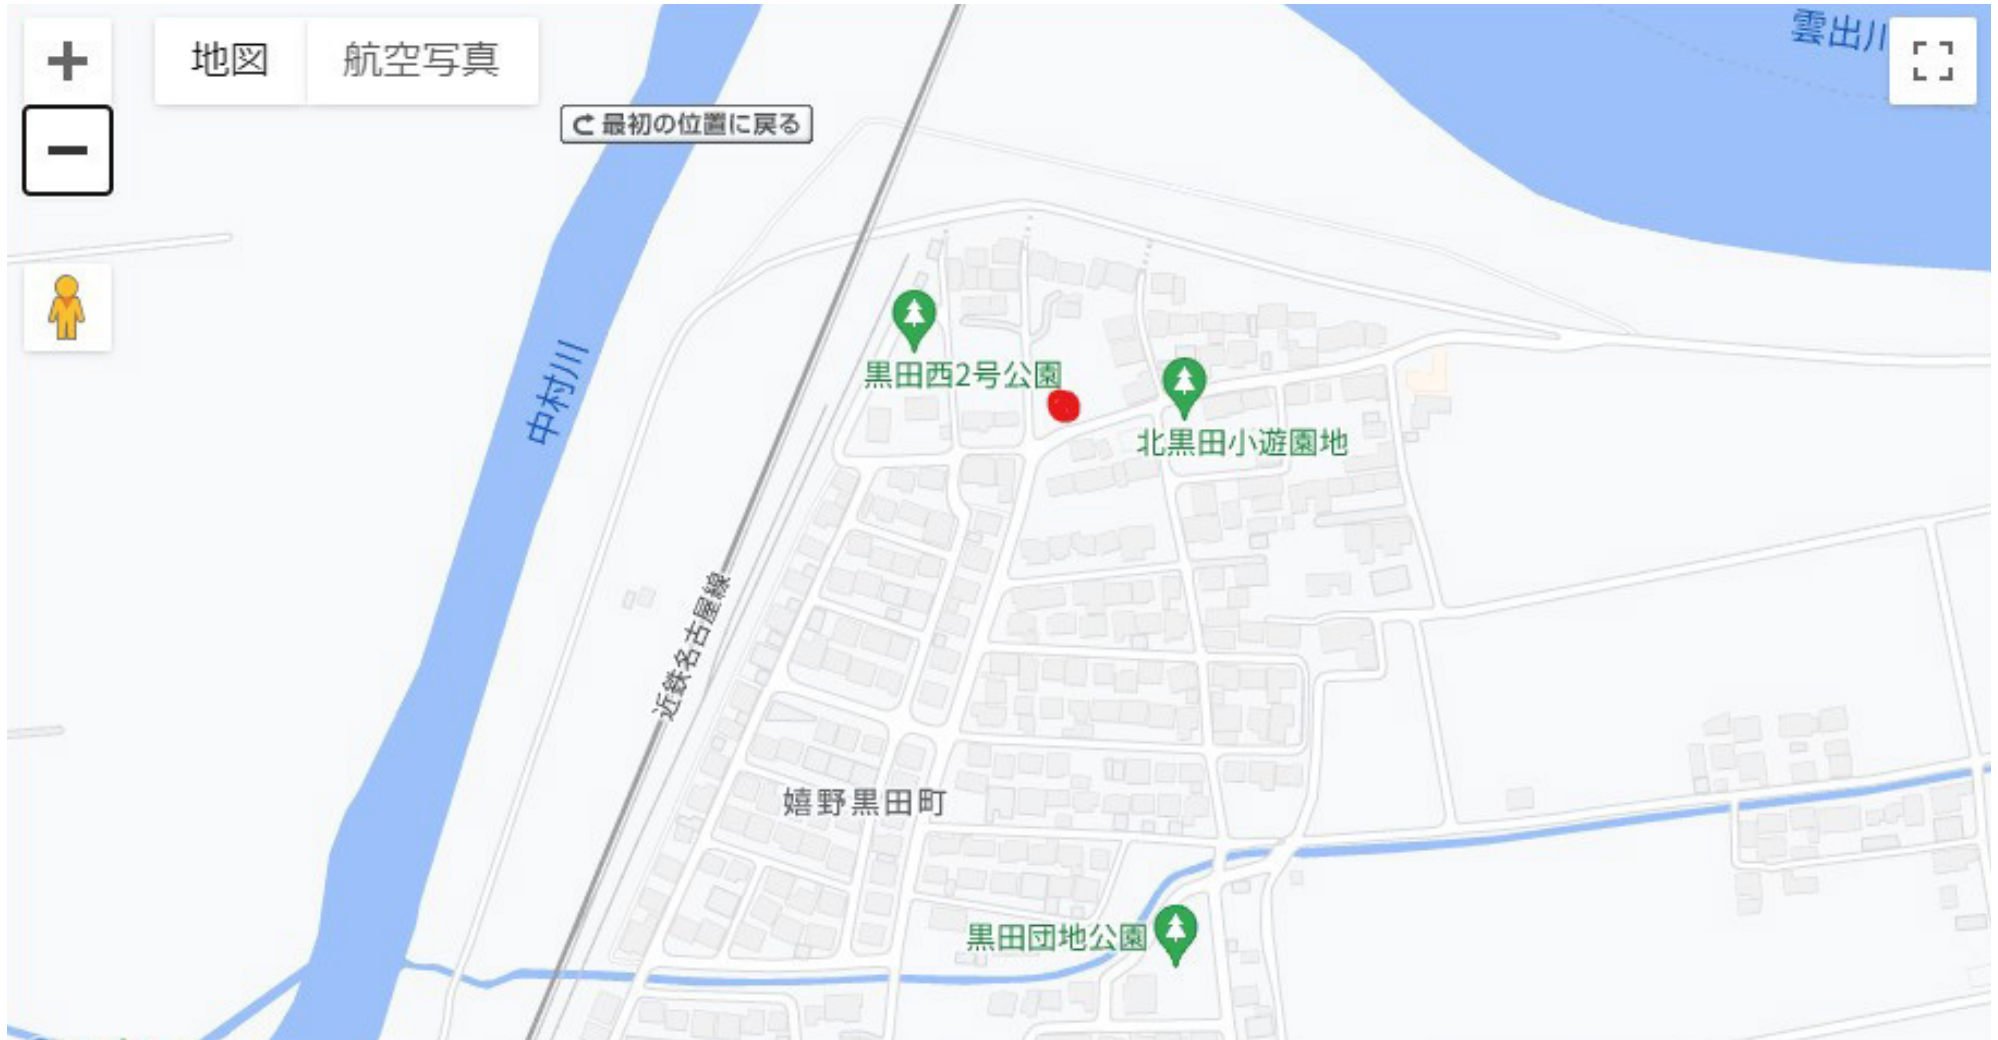 地図
航空写真
雲出川
最初の位置に戻る
黒田西2号公園
中村川
北黒田小遊園地
近鉄名古屋線
嬉野黒田町
黒田団地公園